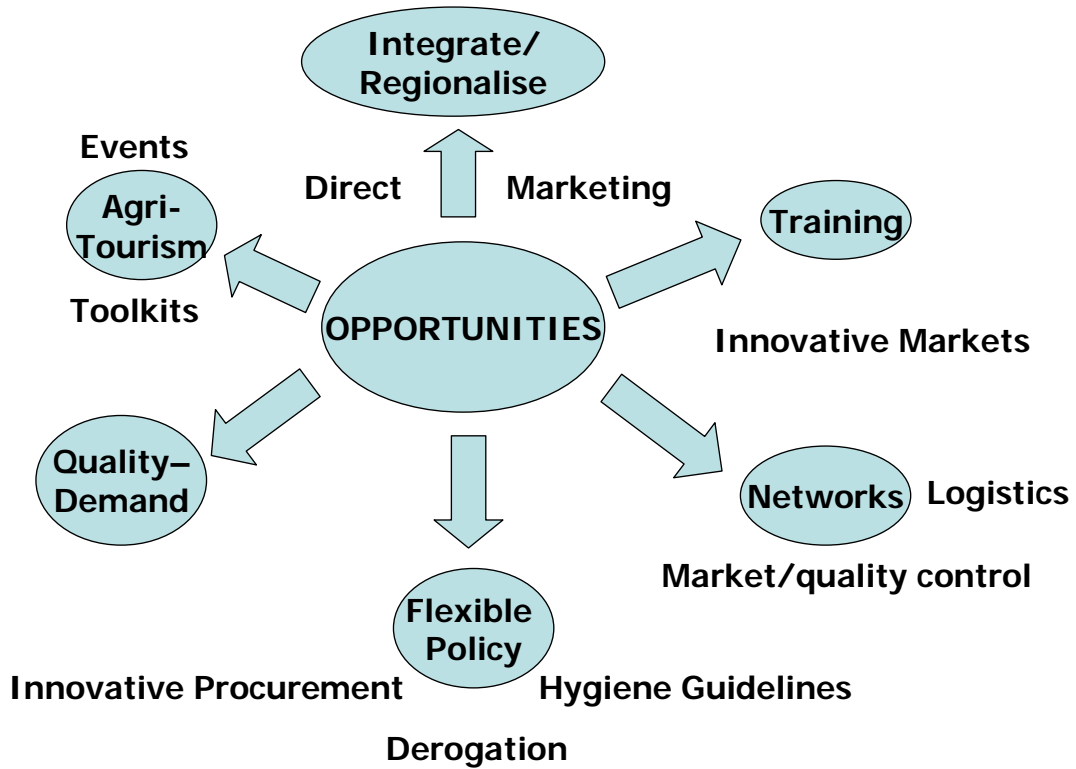 Integrate/
Regionalise
Events
Direct Marketing
Agri-
Tourism
Training
Toolkits
OPPORTUNITIES
Innovative Markets
Quality–
Demand
Networks
Logistics
Market/quality control
Flexible
Policy
Innovative Procurement
Hygiene Guidelines
Derogation